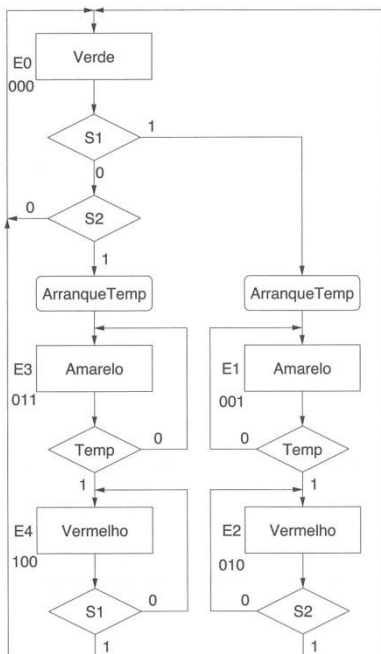 Verde
E0
000
S1
1
0
S2
0
1
ArranqueTemp
ArranqueTemp
E3
Amarelo
011
E1
Amarelo
001
Temp
0
0
Temp
1
1
E4
Vermelho
100
E2
Vermelho
010
S1
0
0
S2
1
1